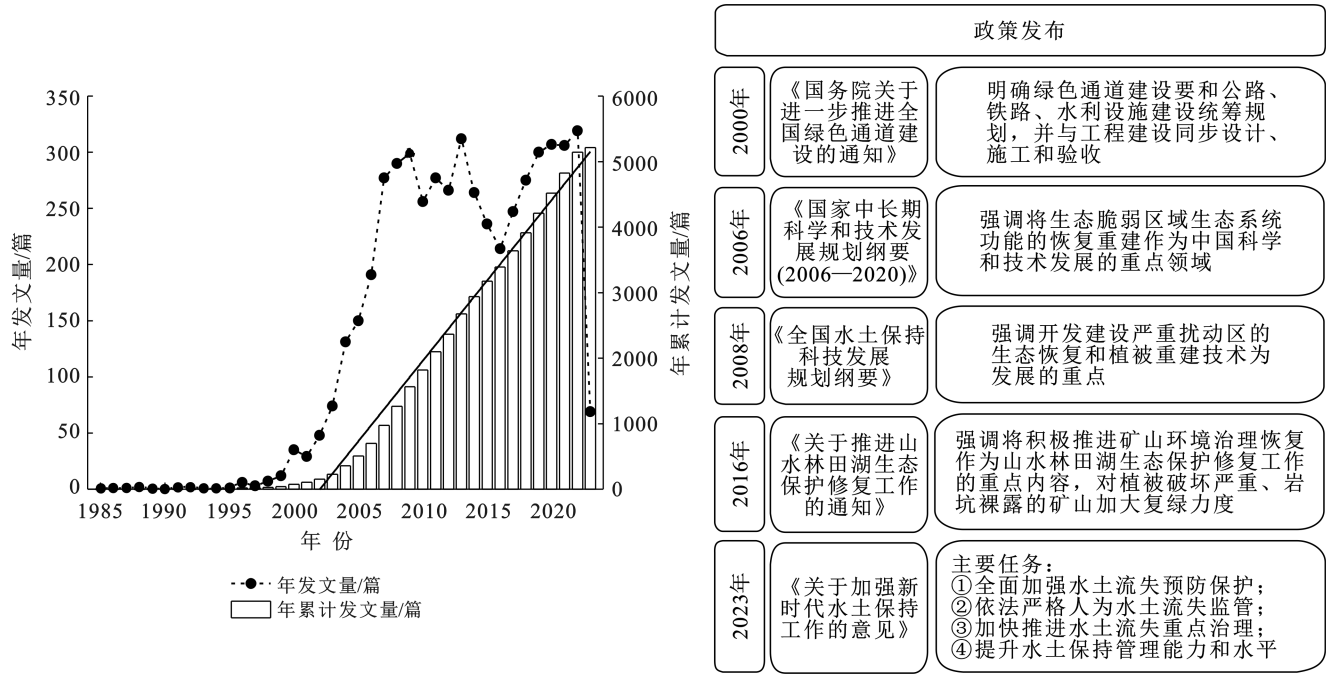 350
300
250
200
150
100
50
0
年发文量/篇
6000
5000
4000
3000
2000
1000
0
年累计发文量/篇
1985 1990 1995 2000 2005 2010 2015 2020
年 份
年发文量/篇
年累计发文量/篇
政策发布
2000年
《国务院关于
进一步推进全
国绿色通道建
设的通知》
明确绿色通道建设要和公路、
铁路、水利设施建设统筹规
划，并与工程建设同步设计、
施工和验收
2006年
《国家中长期
科学和技术发
展规划纲要
(2006—2020)》
强调将生态脆弱区域生态系统
功能的恢复重建作为中国科学
和技术发展的重点领域
2008年
《全国水土保持
科技发展
规划纲要》
强调开发建设严重扰动区的
生态恢复和植被重建技术为
发展的重点
2016年
《关于推进山
水林田湖生态
保护修复工作
的通知》
强调将积极推进矿山环境治理恢复
作为山水林田湖生态保护修复工作
的重点内容，对植被破坏严重、岩
坑裸露的矿山加大复绿力度
2023年
《关于加强新
时代水土保持
工作的意见》
主要任务：
①全面加强水土流失预防保护；
②依法严格人为水土流失监管；
③加快推进水土流失重点治理；
④提升水土保持管理能力和水平